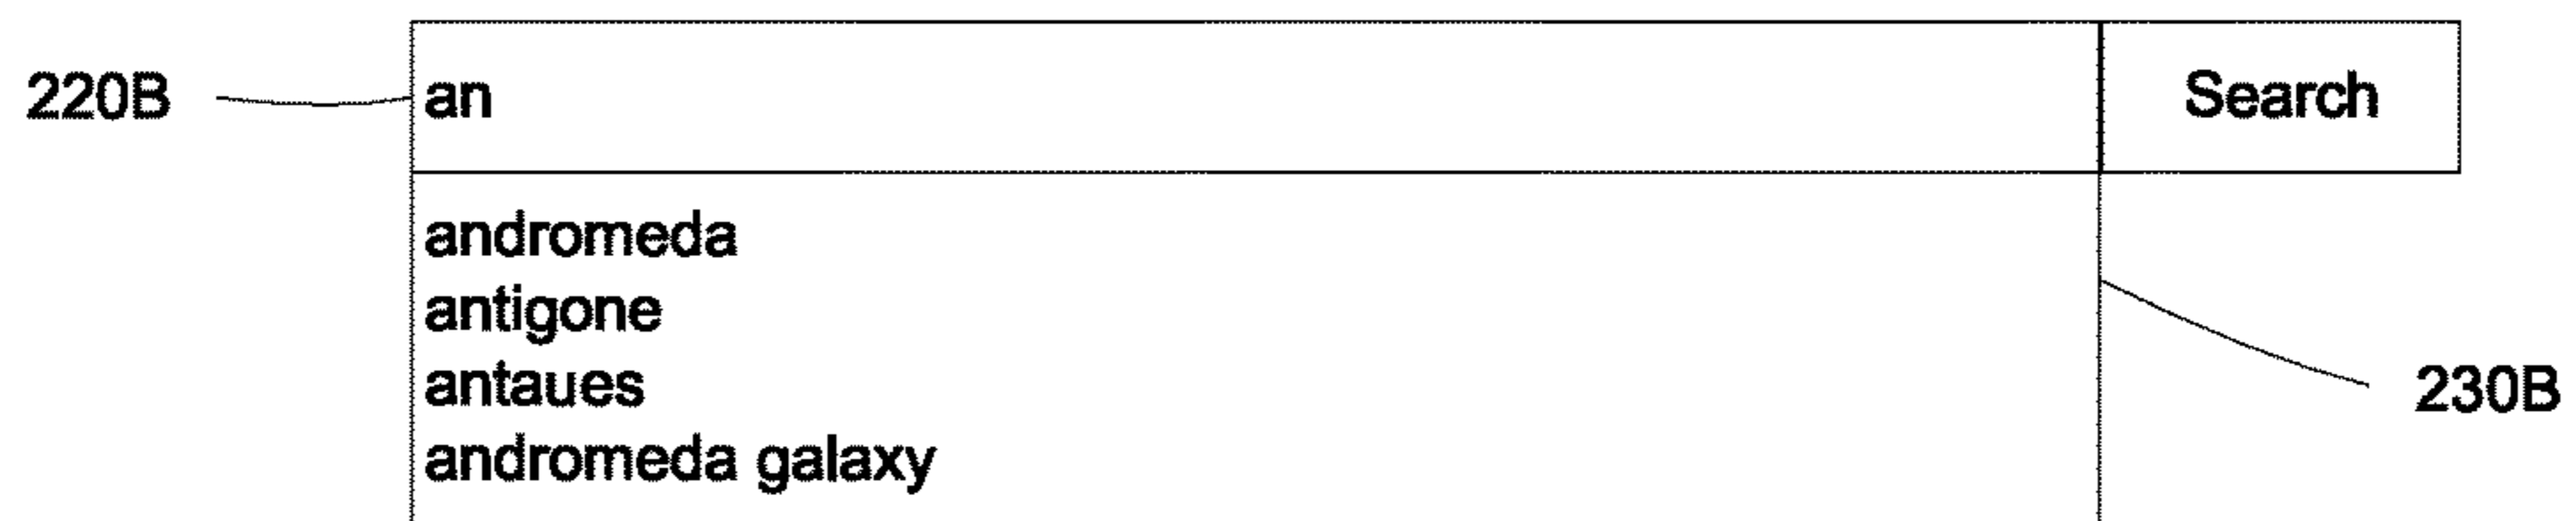 220B an Search
andromeda
antigone
antaues
230B
andromeda galaxy